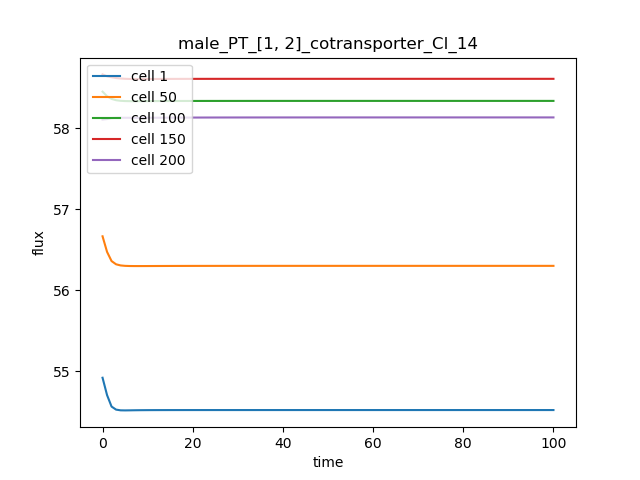 male_PT_[1, 2]_cotransporter_Cl_14
cell 1
cell 50
cell 100
cell 150
cell 200
58
57
56
55
flux
0 20 40 60 80 100
time